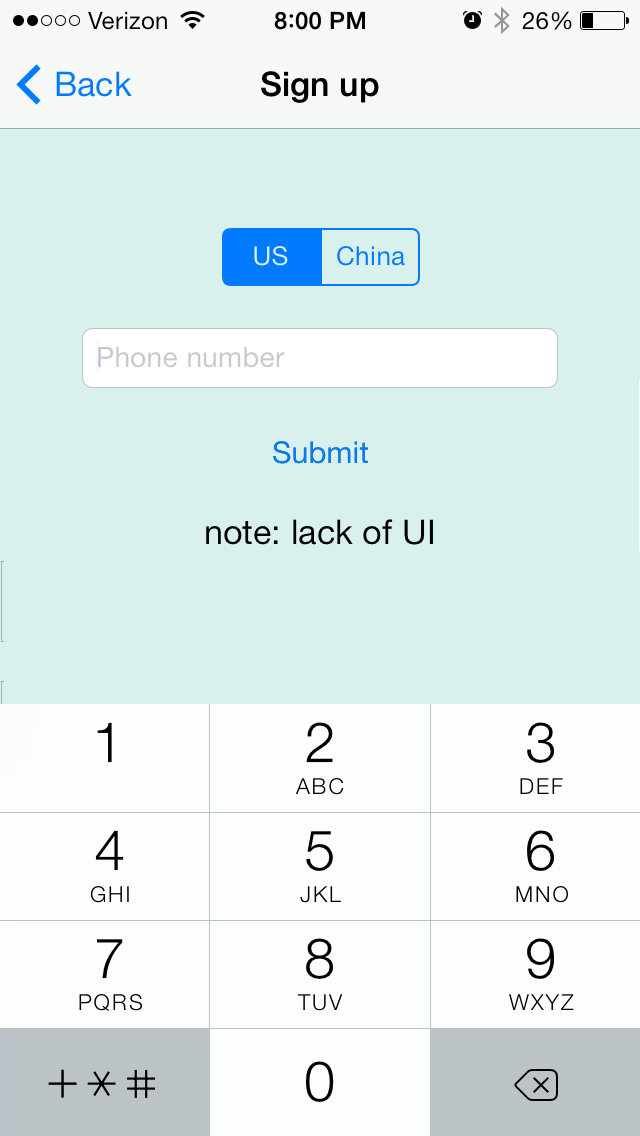 Verizon 8:00 PM 26%
Back Sign up
US China
Phone number
Submit
note: lack of UI
1 2 3
ABC DEF
4 5 6
GHI JKL MNO
7 8 9
PQRS TUV WXYZ
+*# 0